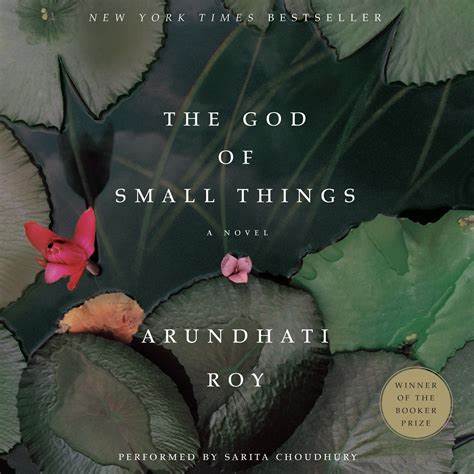 NEW YORK TIMES BESTSELLER
THE GOD
OF
SMALL THINGS
A NOVEL
ARUNDHATI
ROY
WINNER
OF THE
BOOKER
PRIZE
PERFORMED BY SARITA CHOUDHURY